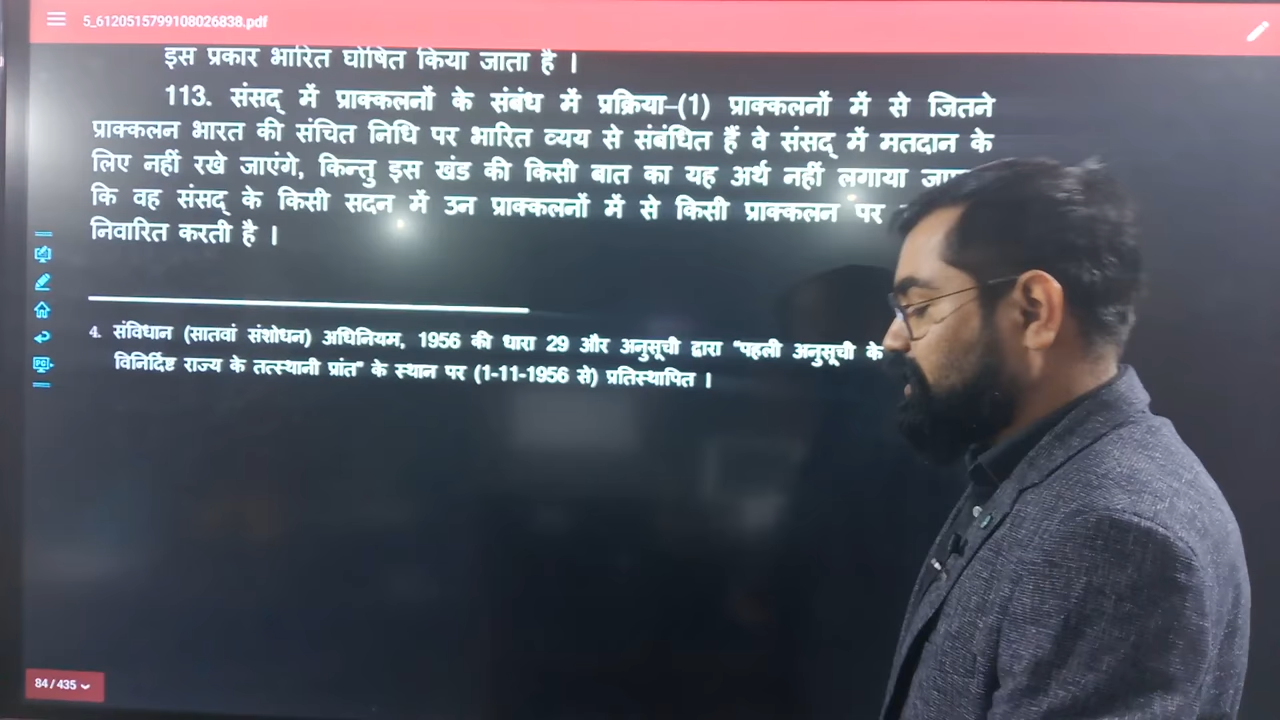 5_6120515799108026838.pdf
इस प्रकार भारित घोषित किया जाता है ।
113. संसद् में प्राक्कलनों के संबंध में प्रक्रिया–(1) प्राक्कलनों में से जितने
प्राक्कलन भारत की संचित निधि पर भारित व्यय से संबंधित हैं वे संसद् में मतदान के
लिए नहीं रखे जाएंगे, किन्तु इस खंड की किसी बात का यह अर्थ नहीं लगाया
कि वह संसद् के किसी सदन में उन प्राक्कलनों में से किसी प्राक्कलन पर
निवारित करती है ।
4. संविधान (सातवां संशोधन) अधिनियम, 1956 की धारा 29 और अनुसूची द्वारा “पहली अनुसूची के
विनिर्दिष्ट राज्य के तत्स्थानी प्रांत” के स्थान पर (1-11-1956 से) प्रतिस्थापित ।
84 / 435